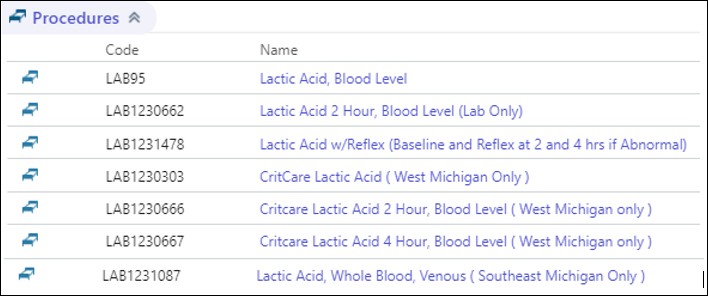 Procedures
Code Name
LAB95 Lactic Acid, Blood Level
LAB1230662 Lactic Acid 2 Hour, Blood Level (Lab Only)
LAB1231478 Lactic Acid w/Reflex (Baseline and Reflex at 2 and 4 hrs if Abnormal)
LAB1230303 CritCare Lactic Acid ( West Michigan Only )
LAB1230666 Critcare Lactic Acid 2 Hour, Blood Level ( West Michigan only )
LAB1230667 Critcare Lactic Acid 4 Hour, Blood Level ( West Michigan only )
LAB1231087 Lactic Acid, Whole Blood, Venous ( Southeast Michigan Only )